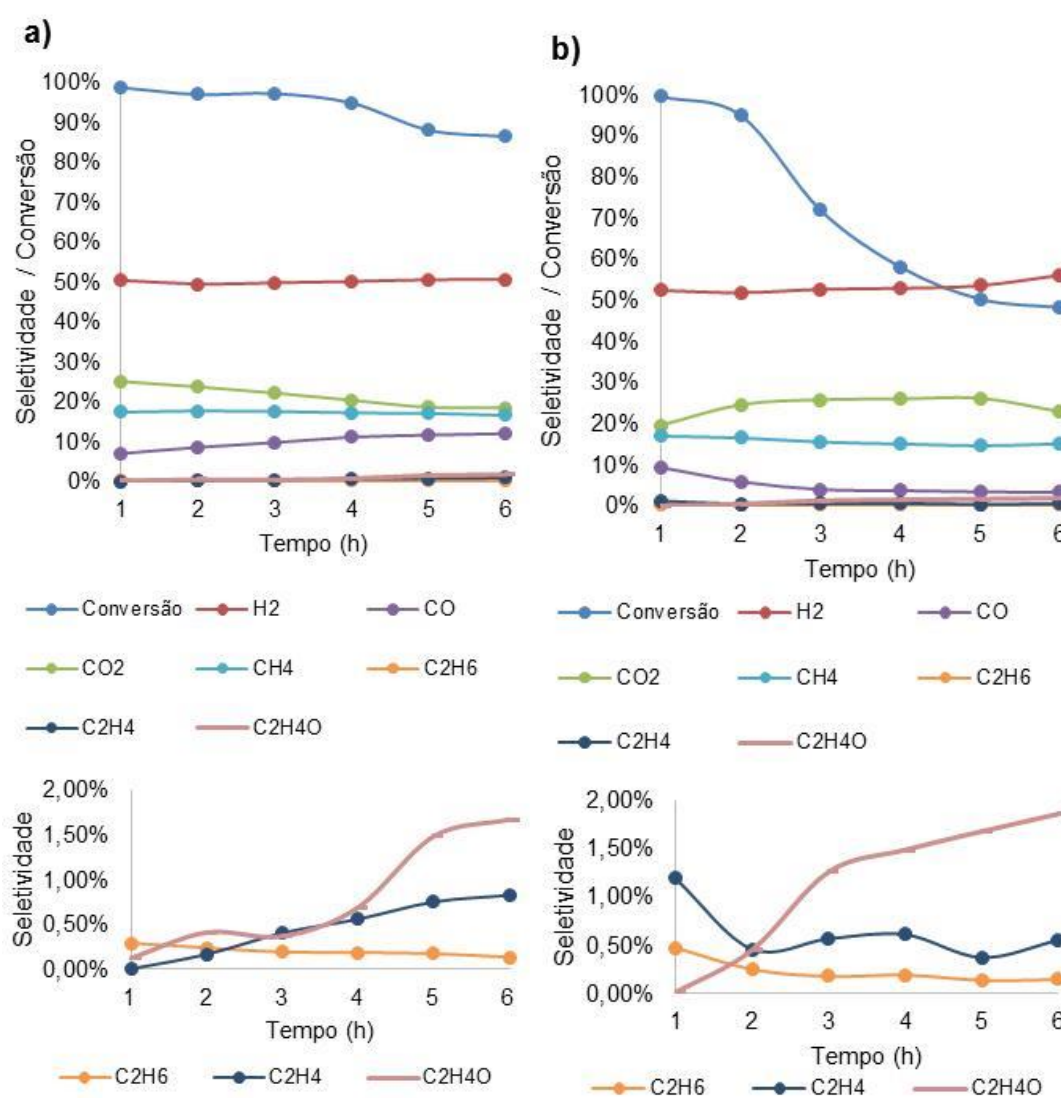 a)
Seletividade / Conversão
100%
90%
80%
70%
60%
50%
40%
30%
20%
10%
0%
1 2 3 4 5 6
Tempo (h)
Conversão H2 CO
CO2 CH4 C2H6
C2H4 C2H4O
Seletividade
2,00%
1,50%
1,00%
0,50%
0,00%
1 2 3 4 5 6
Tempo (h)
C2H6 C2H4 C2H4O
b)
Seletividade / Conversão
100%
90%
80%
70%
60%
50%
40%
30%
20%
10%
0%
1 2 3 4 5 6
Tempo (h)
Conversão H2 CO
CO2 CH4 C2H6
C2H4 C2H4O
Seletividade
2,00%
1,50%
1,00%
0,50%
0,00%
1 2 3 4 5 6
Tempo (h)
C2H6 C2H4 C2H4O